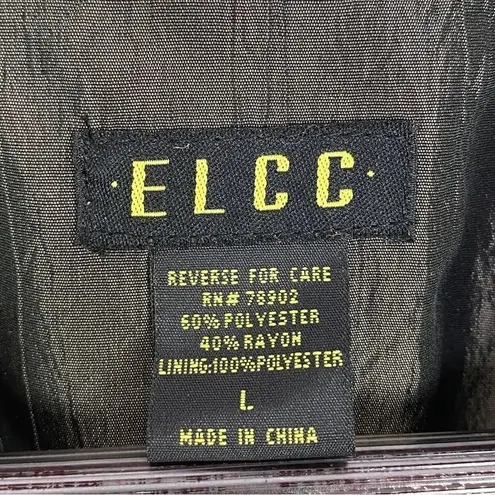 ·ELCC·
REVERSE FOR CARE
RN# 78902
60% POLYESTER
40% RAYON
LINING:100% POLYESTER
L
MADE IN CHINA